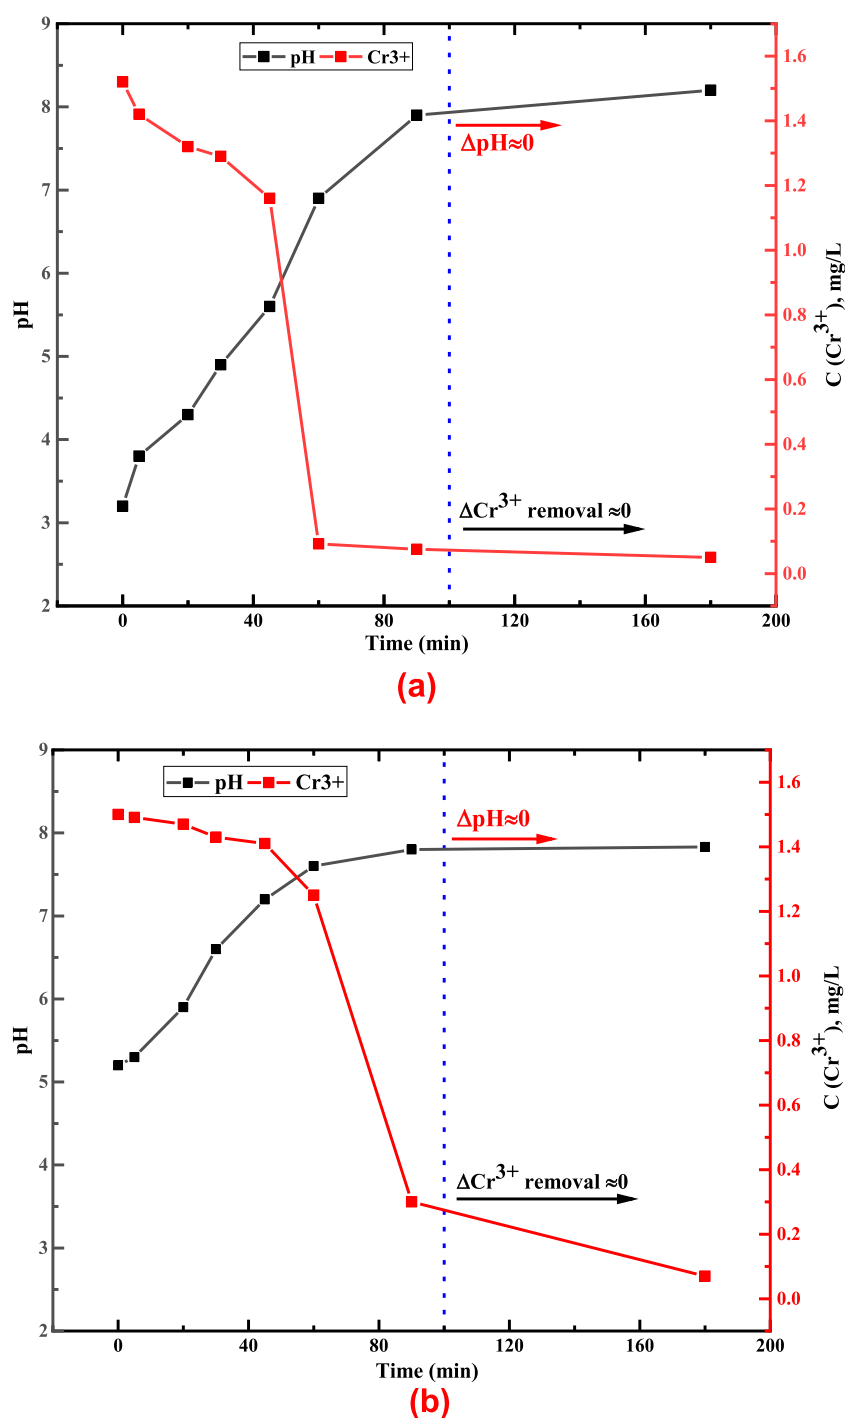 9
8
7
6
5
4
3
2
pH
pH Cr3+
ΔpH≈0
ΔCr³⁺ removal ≈0
1.6
1.4
1.2
1.0
0.8
0.6
0.4
0.2
0.0
C (Cr³⁺), mg/L
0 40 80 120 160 200
Time (min)
(a)
9
8
7
6
5
4
3
2
pH
pH Cr3+
ΔpH≈0
ΔCr³⁺ removal ≈0
1.6
1.4
1.2
1.0
0.8
0.6
0.4
0.2
0.0
C (Cr³⁺), mg/L
0 40 80 120 160 200
Time (min)
(b)